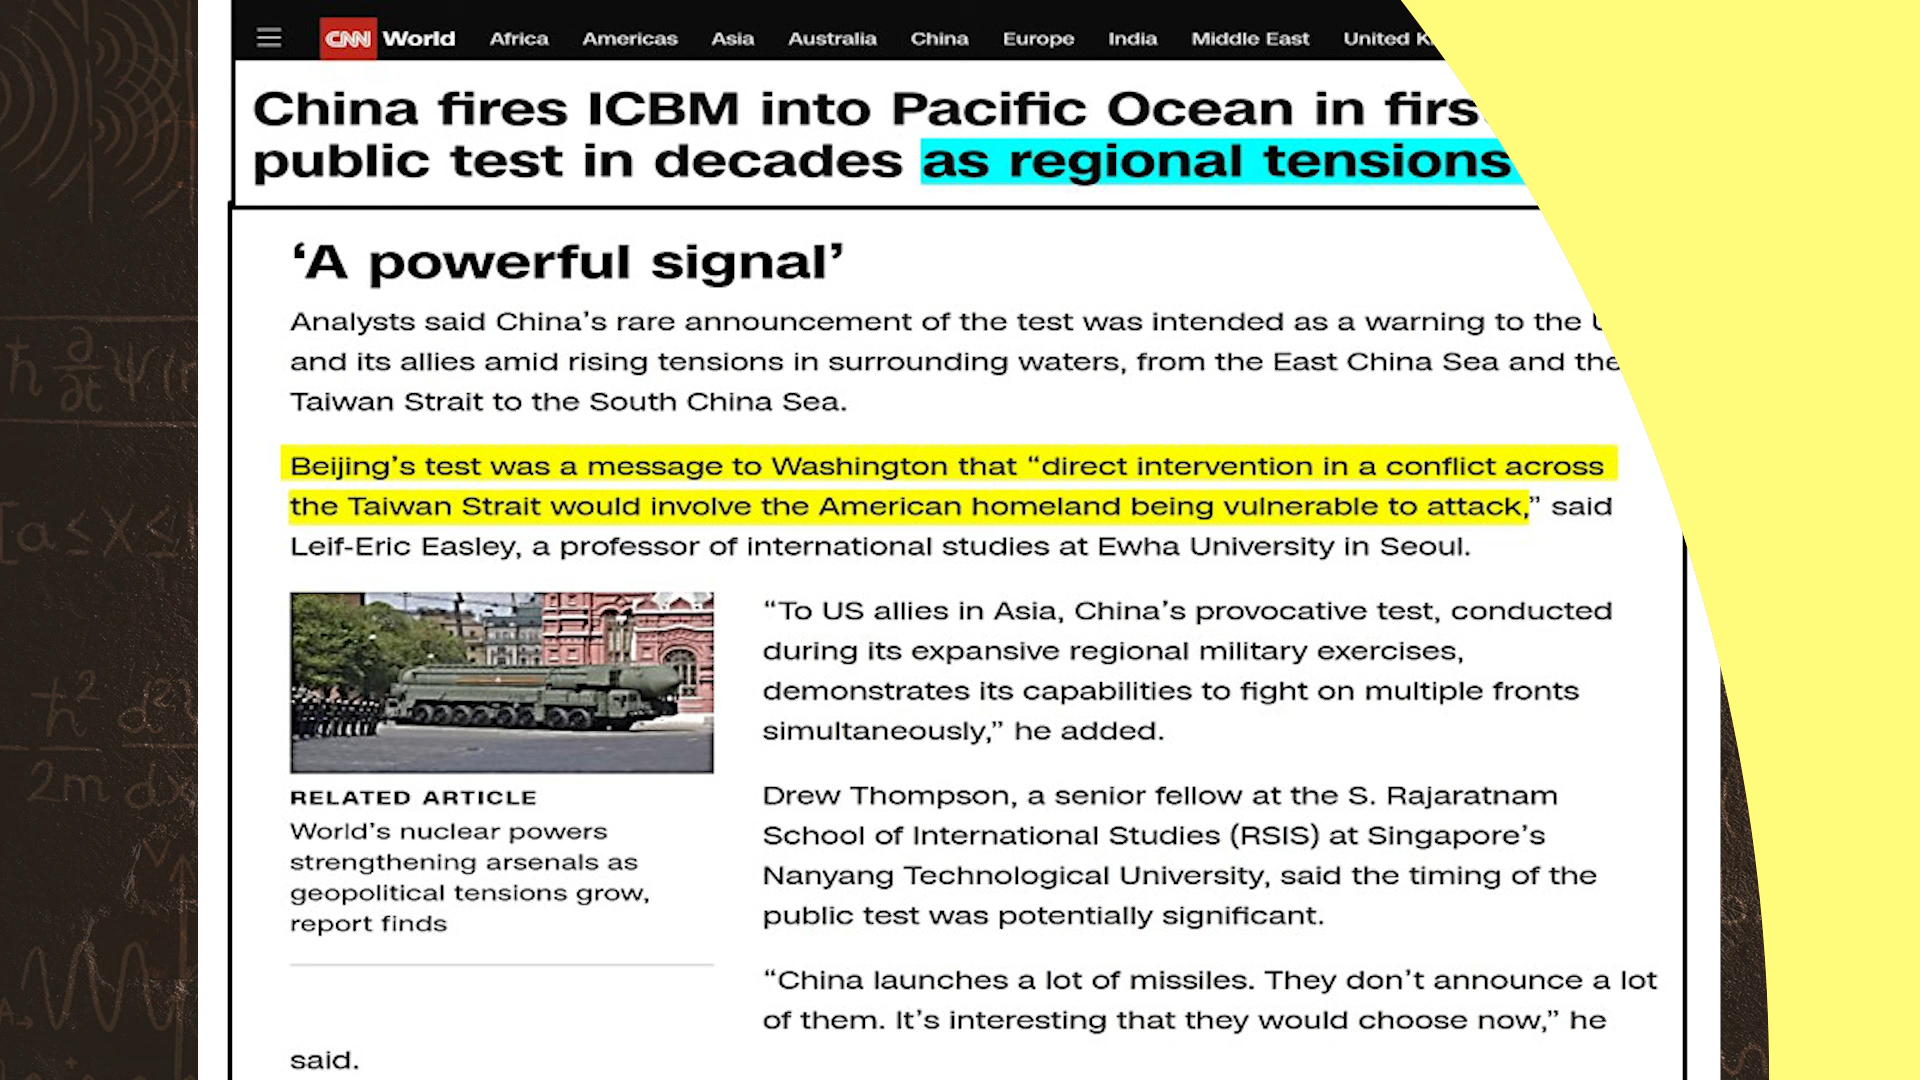 CNN World Africa Americas Asia Australia China Europe India Middle East United
China fires ICBM into Pacific Ocean in
public test in decades as regional tensions
‘A powerful signal’
Analysts said China’s rare announcement of the test was intended as a warning to the
and its allies amid rising tensions in surrounding waters, from the East China Sea and the
Taiwan Strait to the South China Sea.
Beijing’s test was a message to Washington that “direct intervention in a conflict across
the Taiwan Strait would involve the American homeland being vulnerable to attack,” said
Leif-Eric Easley, a professor of international studies at Ewha University in Seoul.
“To US allies in Asia, China’s provocative test, conducted
during its expansive regional military exercises,
demonstrates its capabilities to fight on multiple fronts
simultaneously,” he added.
RELATED ARTICLE
World’s nuclear powers
strengthening arsenals as
geopolitical tensions grow,
report finds
Drew Thompson, a senior fellow at the S. Rajaratnam
School of International Studies (RSIS) at Singapore’s
Nanyang Technological University, said the timing of the
public test was potentially significant.
“China launches a lot of missiles. They don’t announce a lot
of them. It’s interesting that they would choose now,” he
said.